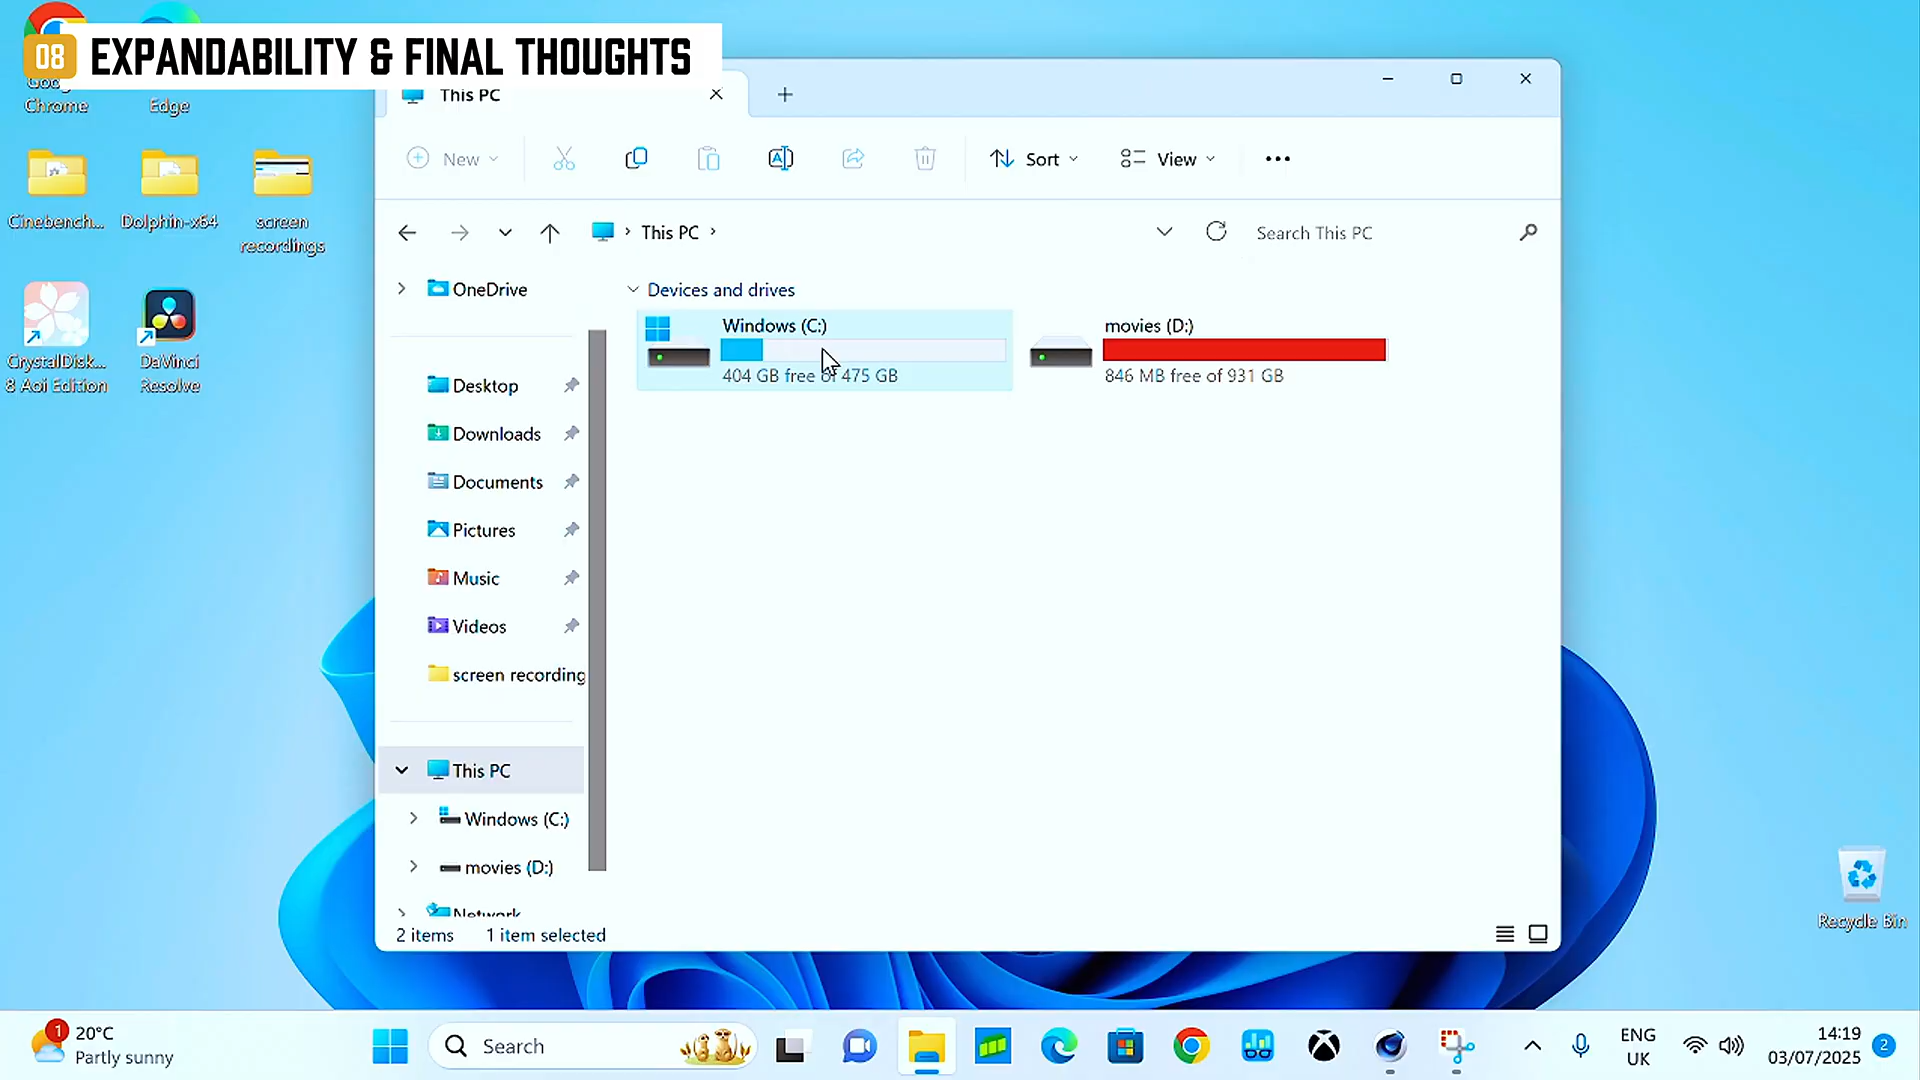 08 EXPANDABILITY & FINAL THOUGHTS
Chrome
Edge
Cinebench...
Dolphin-x64
screen
recordings
CrystalDisk...
8 Aoi Edition
DaVinci
Resolve
This PC
New
Sort
View
This PC
Search This PC
OneDrive
Desktop
Downloads
Documents
Pictures
Music
Videos
screen recording
This PC
Windows (C:)
movies (D:)
Network
Devices and drives
Windows (C:)
404 GB free of 475 GB
movies (D:)
846 MB free of 931 GB
2 items
1 item selected
Recycle Bin
1
20°C
Partly sunny
Search
ENG
UK
14:19
03/07/2025
2